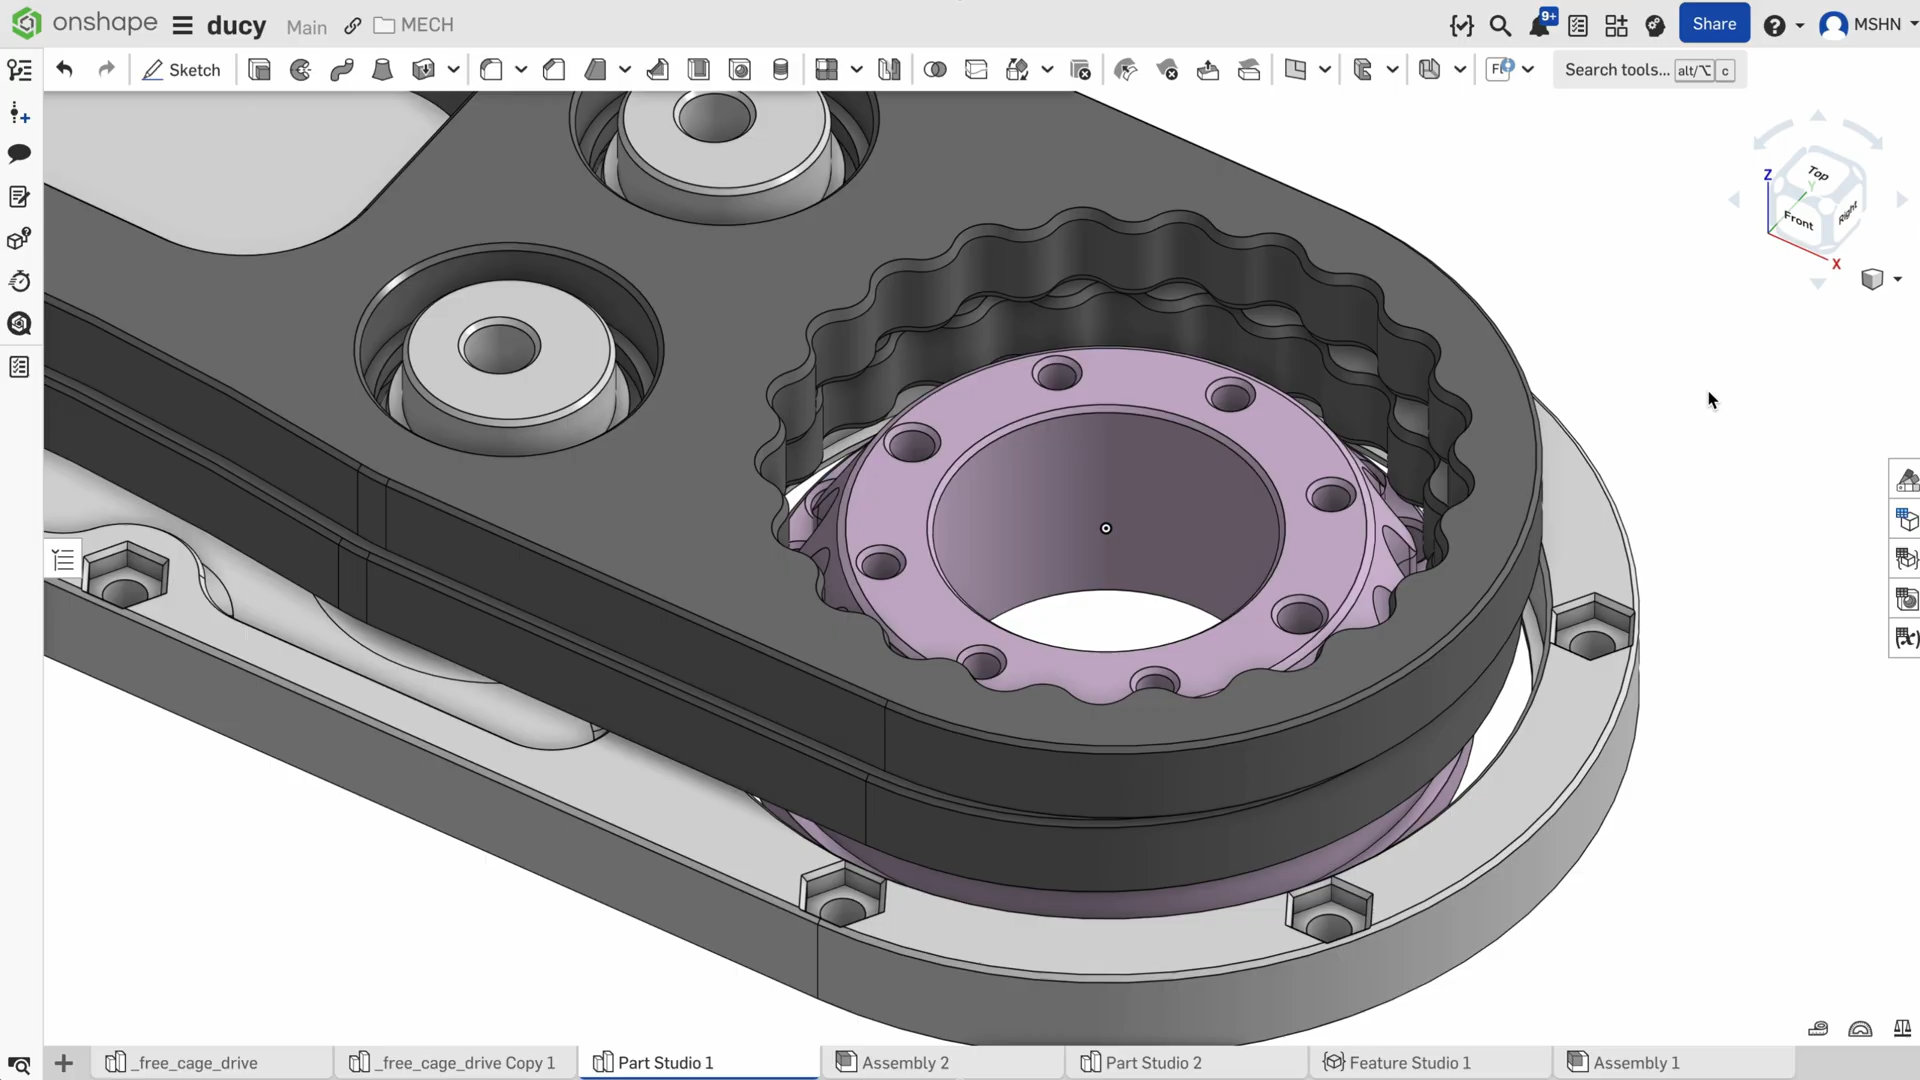 onshape ducy Main MECH 9+ Share MSHN
Sketch Search tools... alt/⌥ c
Top
Z
Y
Front
Right
X
_free_cage_drive _free_cage_drive Copy 1 Part Studio 1 Assembly 2 Part Studio 2 Feature Studio 1 Assembly 1